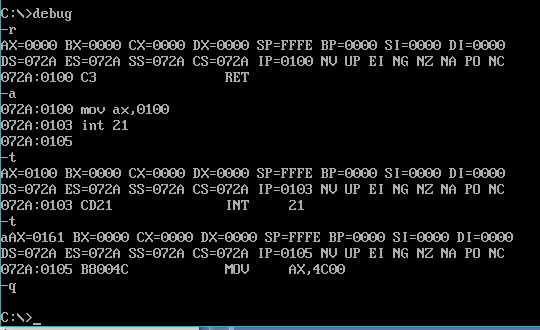 C:\>debug
-r
AX=0000 BX=0000 CX=0000 DX=0000 SP=FFFE BP=0000 SI=0000 DI=0000
DS=072A ES=072A SS=072A CS=072A IP=0100 NV UP EI NG NZ NA PO NC
072A:0100 C3 RET
-a
072A:0100 mov ax,0100
072A:0103 int 21
072A:0105
-t
AX=0100 BX=0000 CX=0000 DX=0000 SP=FFFE BP=0000 SI=0000 DI=0000
DS=072A ES=072A SS=072A CS=072A IP=0103 NV UP EI NG NZ NA PO NC
072A:0103 CD21 INT 21
-t
aAX=0161 BX=0000 CX=0000 DX=0000 SP=FFFE BP=0000 SI=0000 DI=0000
DS=072A ES=072A SS=072A CS=072A IP=0105 NV UP EI NG NZ NA PO NC
072A:0105 B8004C MOV AX,4C00
-q
C:\>_